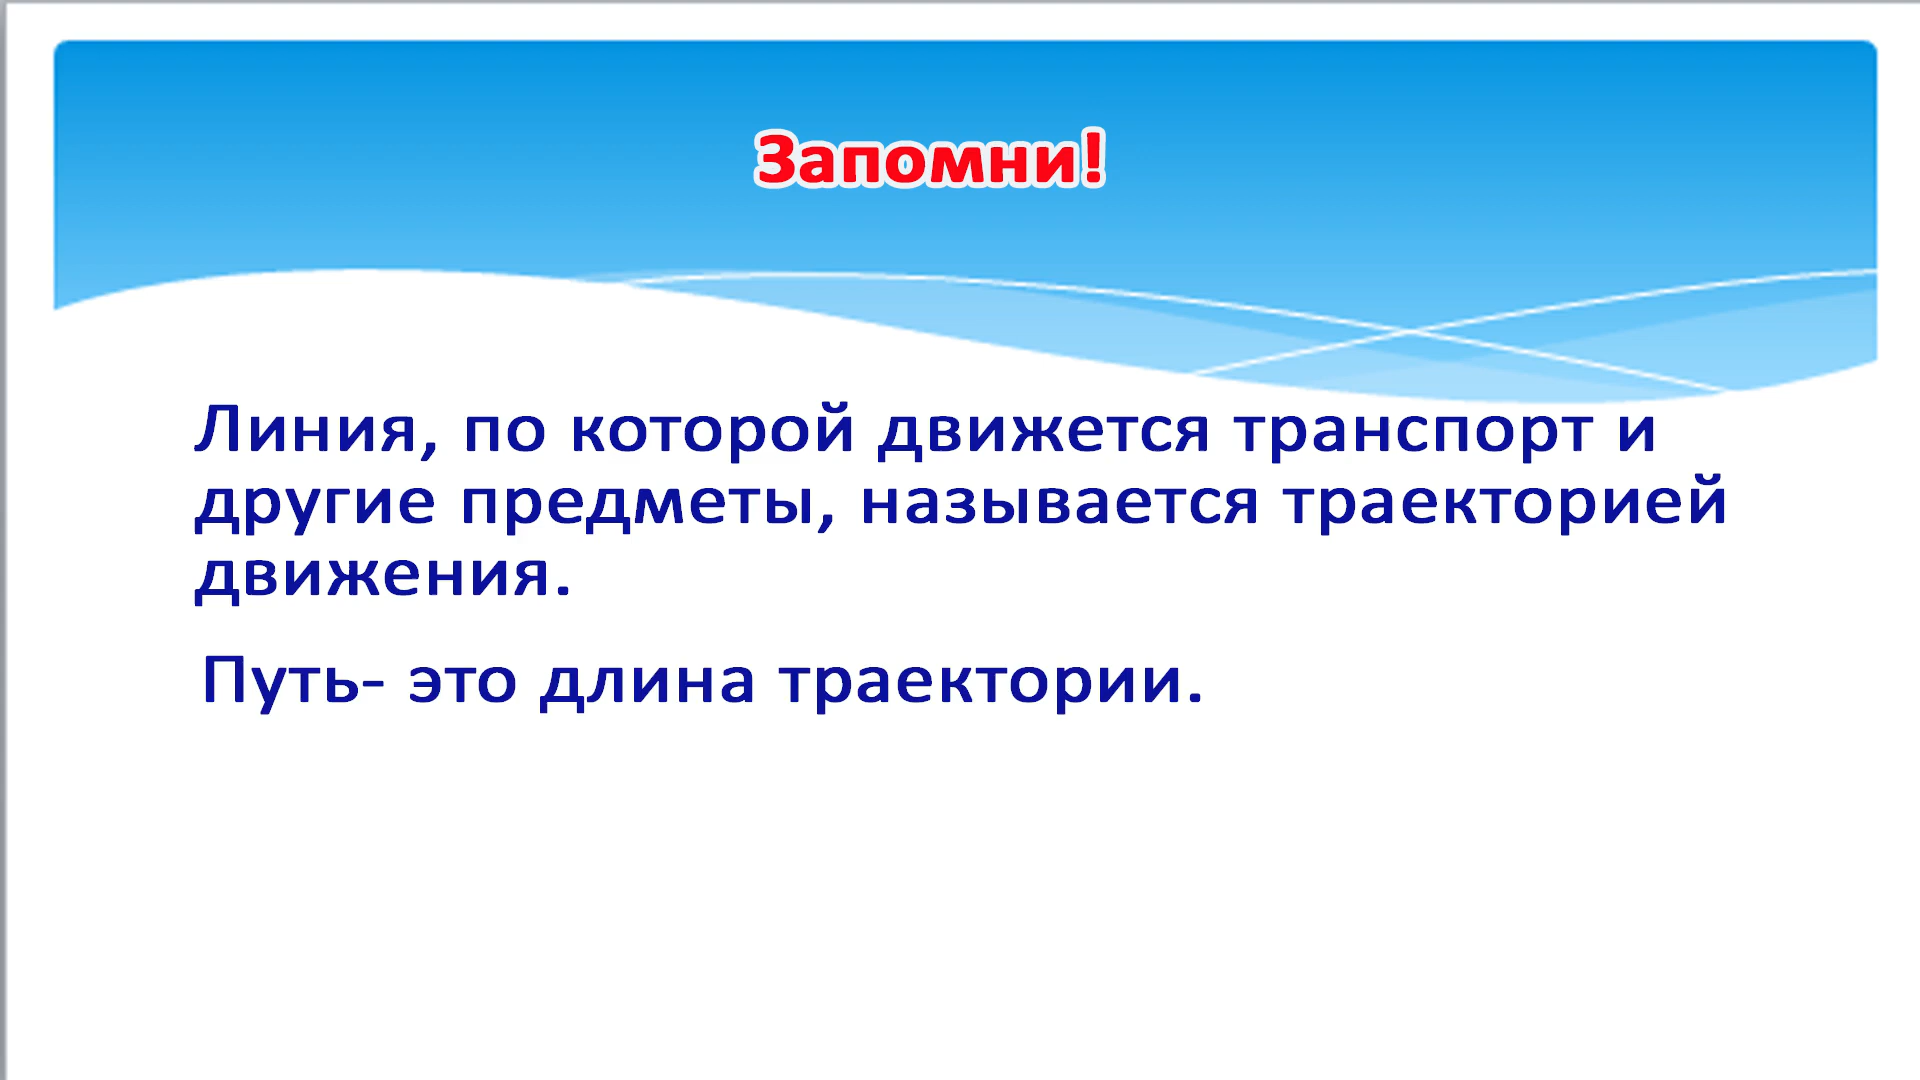 Запомни!
Линия, по которой движется транспорт и
другие предметы, называется траекторией
движения.
Путь- это длина траектории.